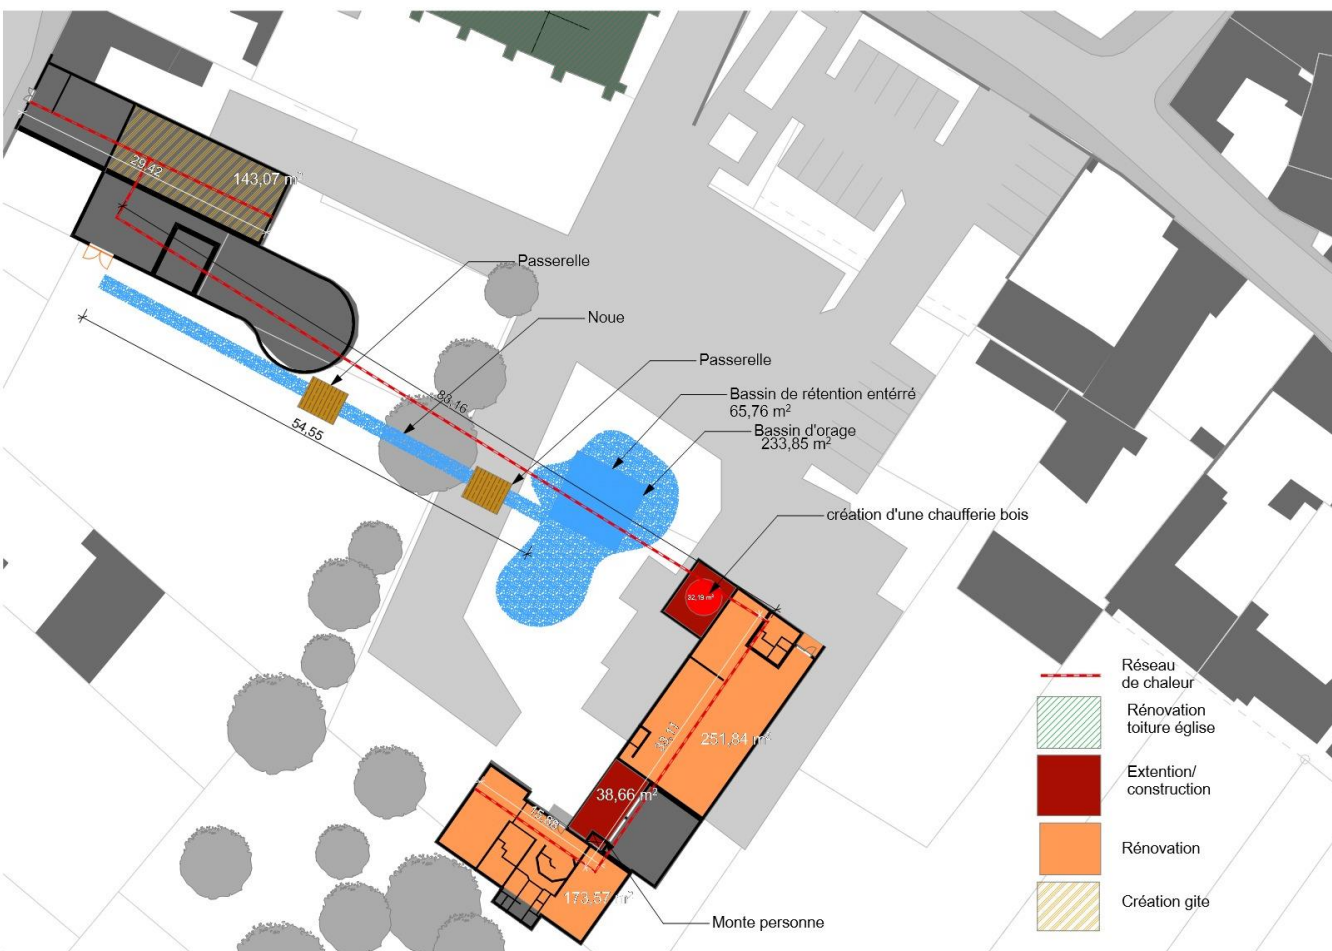 29,42
143,07 m²
Passerelle
Noue
Passerelle
83,16
54,55
Bassin de rétention entérré
65,76 m²
Bassin d'orage
233,85 m²
création d'une chaufferie bois
32,19 m²
251,84 m²
38,66 m²
173,57 m²
Monte personne
Réseau
de chaleur
Rénovation
toiture église
Extention/
construction
Rénovation
Création gite